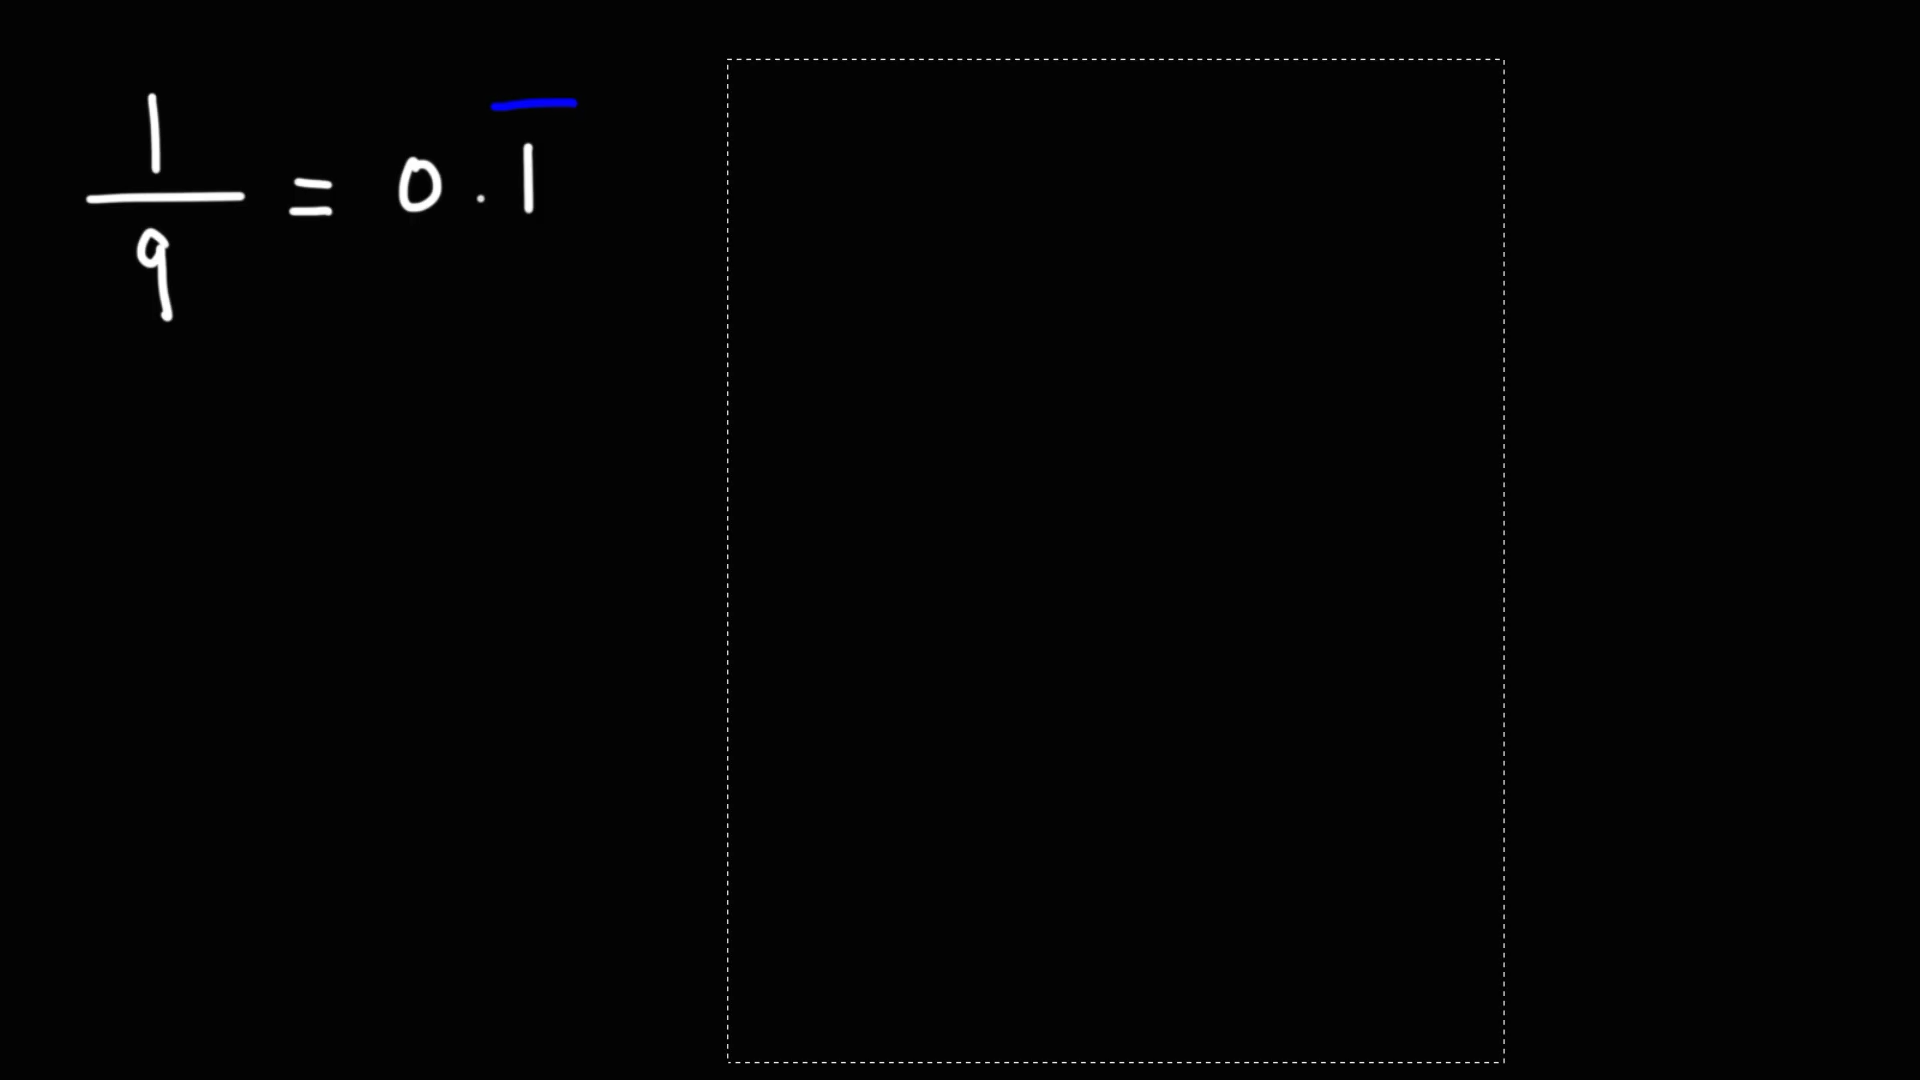 1/9 = 0.1̅